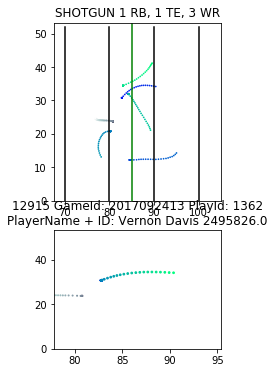 SHOTGUN 1 RB, 1 TE, 3 WR
50
40
30
20
10
0
70 80 90 100
12915 GameId: 2017092413 PlayId: 1362
PlayerName + ID: Vernon Davis 2495826.0
40
20
0
80 85 90 95